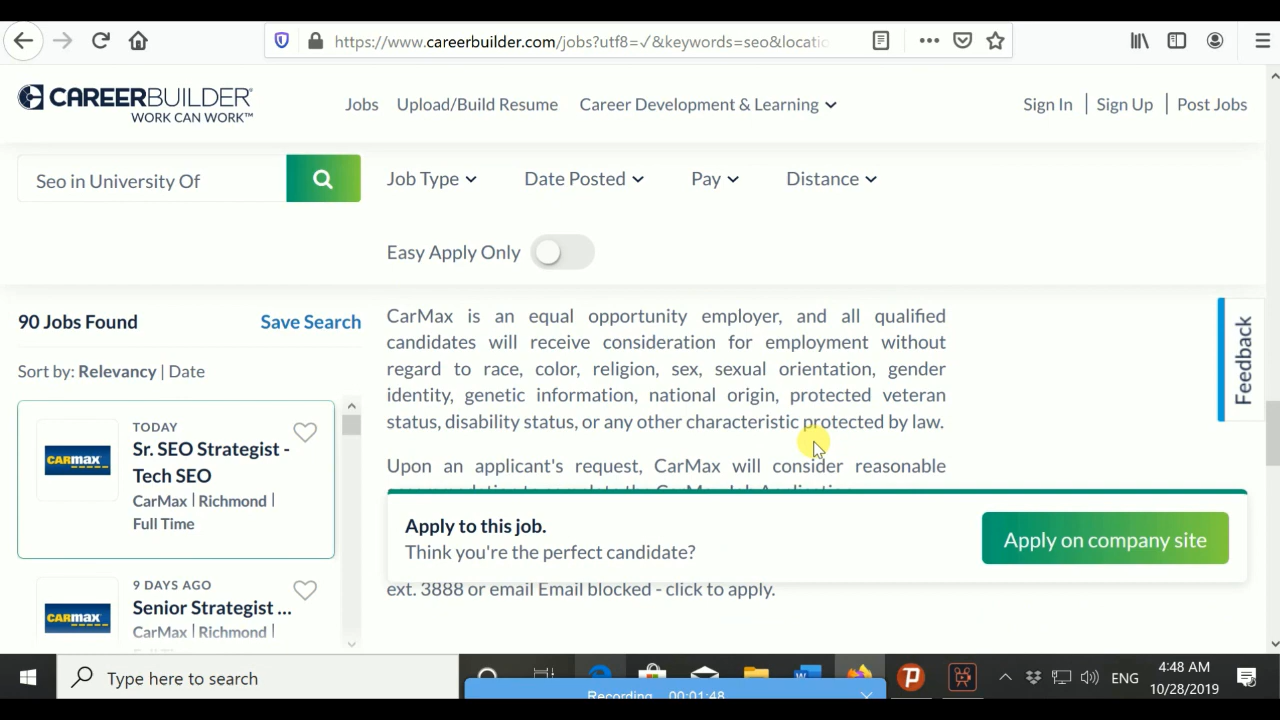 https://www.careerbuilder.com/jobs?utf8=✓&keywords=seo&locatio
CAREERBUILDER
WORK CAN WORK™
Jobs
Upload/Build Resume
Career Development & Learning
Sign In | Sign Up | Post Jobs
Seo in University Of
Job Type
Date Posted
Pay
Distance
Easy Apply Only
90 Jobs Found
Save Search
Sort by: Relevancy | Date
CARMAX
TODAY
Sr. SEO Strategist -
Tech SEO
CarMax | Richmond |
Full Time
CARMAX
9 DAYS AGO
Senior Strategist ...
CarMax | Richmond |
CarMax is an equal opportunity employer, and all qualified
candidates will receive consideration for employment without
regard to race, color, religion, sex, sexual orientation, gender
identity, genetic information, national origin, protected veteran
status, disability status, or any other characteristic protected by law.
Upon an applicant's request, CarMax will consider reasonable
Apply to this job.
Think you're the perfect candidate?
Apply on company site
ext. 3888 or email Email blocked - click to apply.
Feedback
Type here to search
Recording 00:01:48
ENG
4:48 AM
10/28/2019